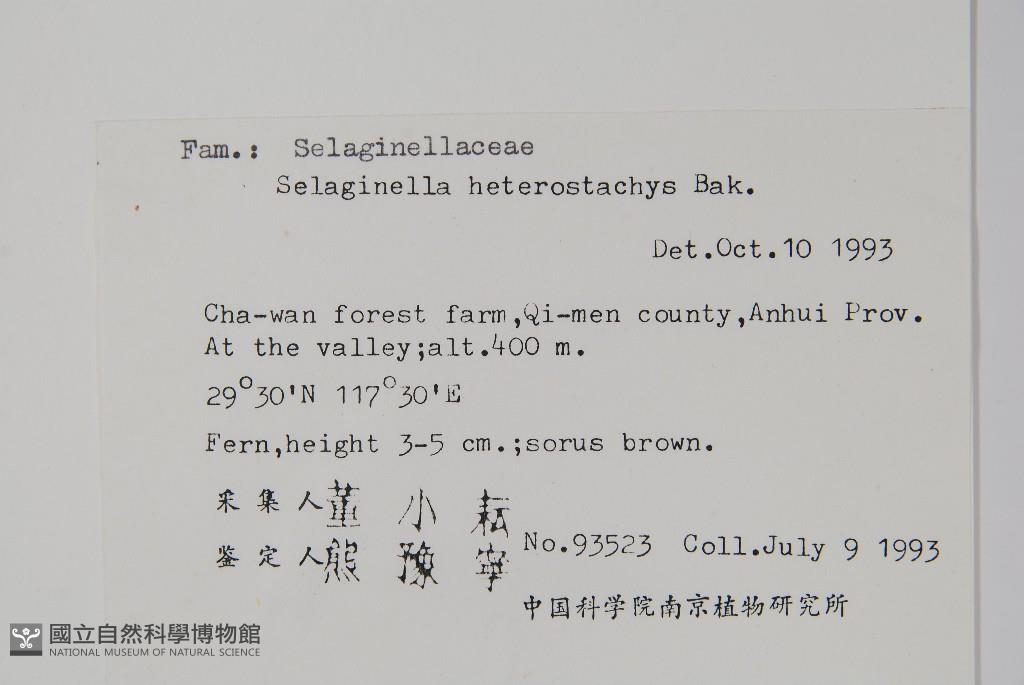 Fam.: Selaginellaceae
Selaginella heterostachys Bak.
Det.Oct.10 1993
Cha-wan forest farm,Qi-men county,Anhui Prov.
At the valley;alt.400 m.
29°30'N 117°30'E
Fern,height 3-5 cm.;sorus brown.
采集人 董小耘
鉴定人 熊豫寧
No.93523 Coll.July 9 1993
中国科学院南京植物研究所
國立自然科學博物館
NATIONAL MUSEUM OF NATURAL SCIENCE